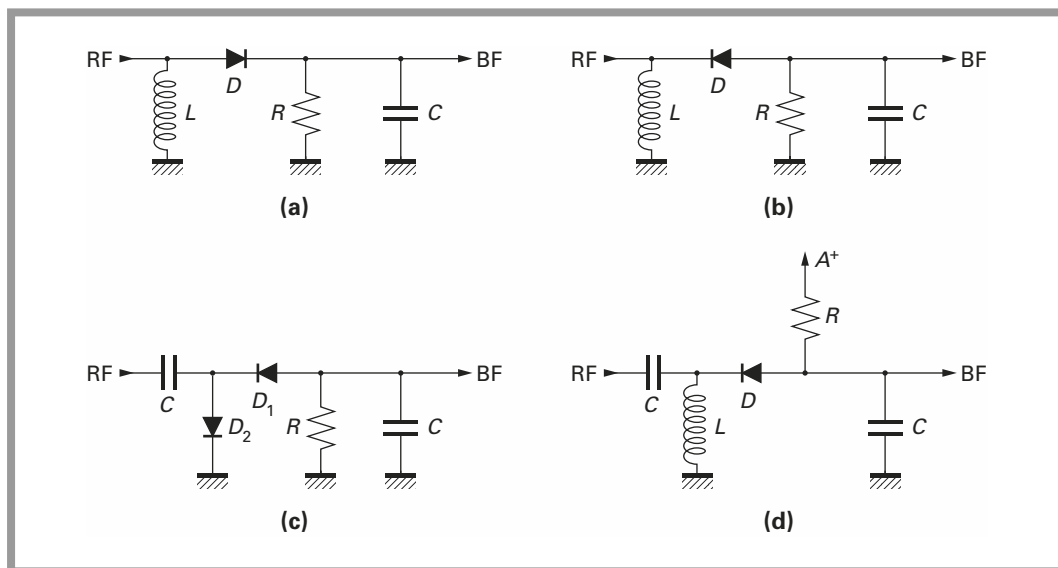 RF D BF
L R C
(a)
RF D BF
L R C
(b)
RF C D1 BF
D2 R C
(c)
A+
R
RF C D BF
L C
(d)